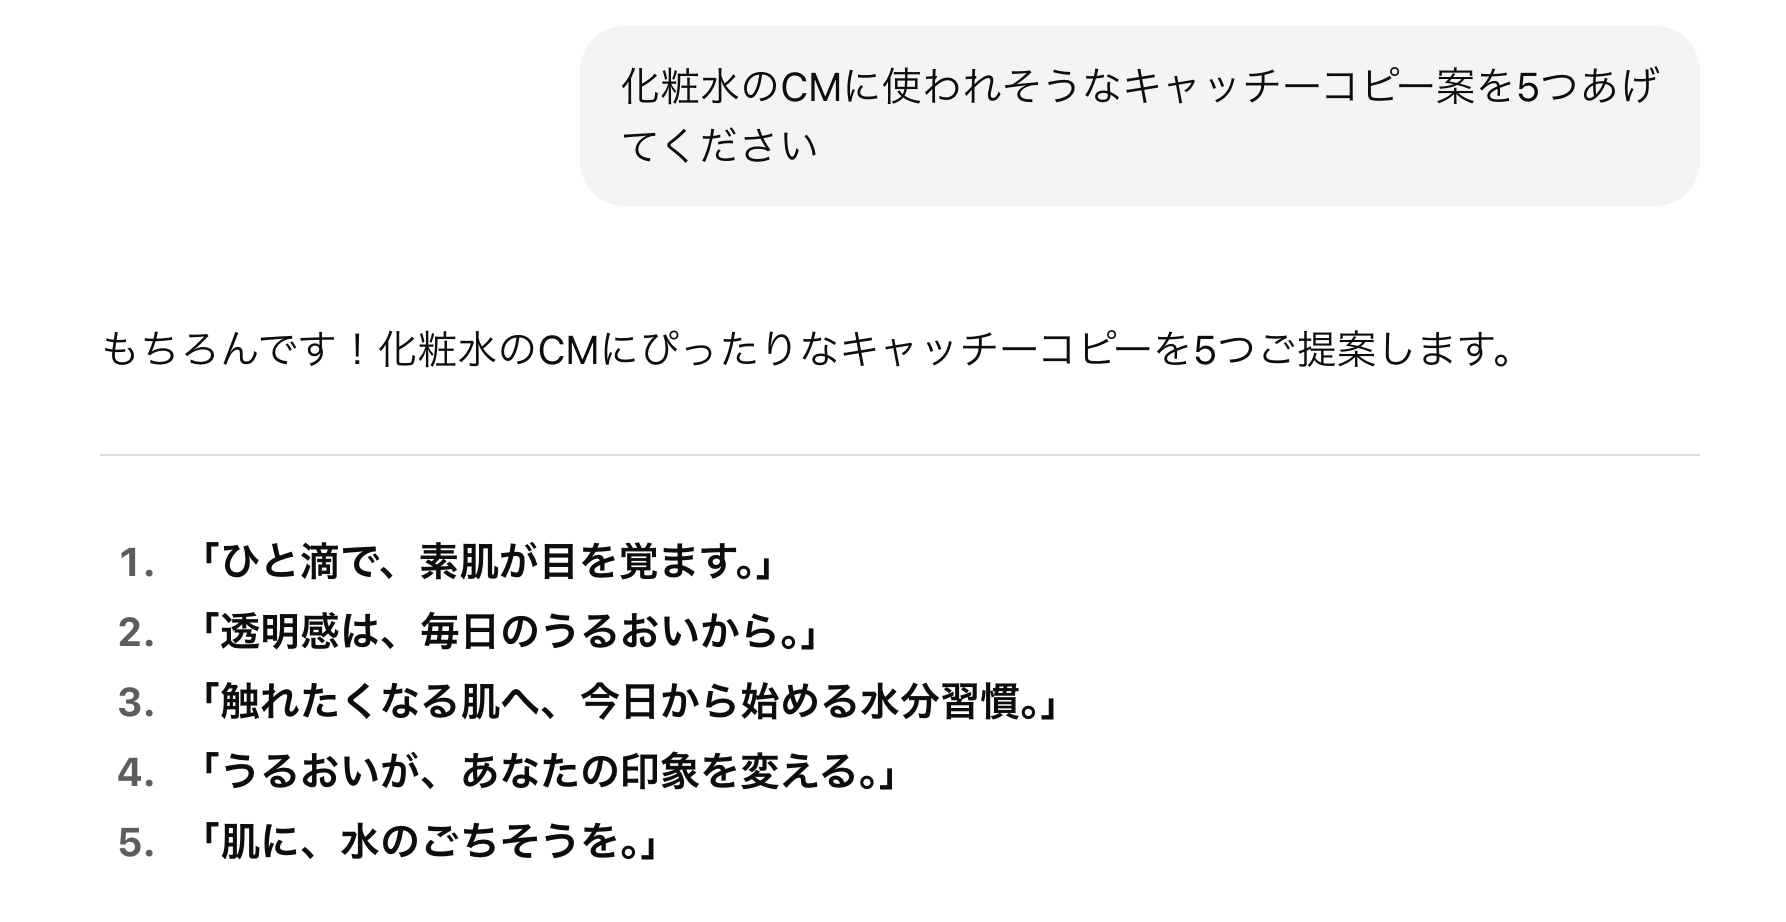 化粧水のCMに使われそうなキャッチーコピー案を5つあげ
てください
もちろんです！化粧水のCMにぴったりなキャッチーコピーを5つご提案します。
1. 「ひと滴で、素肌が目を覚ます。」
2. 「透明感は、毎日のうるおいから。」
3. 「触れたくなる肌へ、今日から始める水分習慣。」
4. 「うるおいが、あなたの印象を変える。」
5. 「肌に、水のごちそうを。」